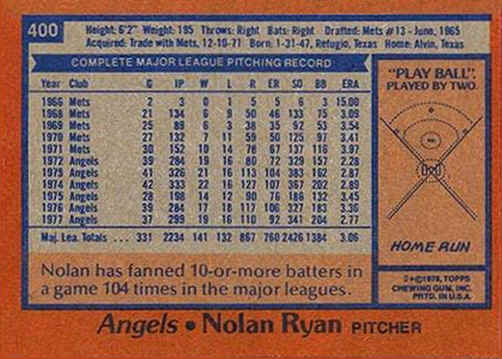 400 Height: 6'2" Weight: 195 Throws: Right Bats: Right Drafted: Mets #13 - June, 1965
Acquired: Trade with Mets, 12-10-71 Born: 1-31-47, Refugio, Texas Home: Alvin, Texas
COMPLETE MAJOR LEAGUE PITCHING RECORD
Year Club G IP W L R ER SO BB ERA
1966 Mets 2 3 0 1 5 5 6 3 15.00
1968 Mets 21 134 6 9 50 46 133 75 3.09
1969 Mets 25 89 6 3 38 35 92 53 3.54
1970 Mets 27 132 7 11 59 50 125 97 3.41
1971 Mets 30 152 10 14 78 67 137 116 3.97
1972 Angels 39 284 19 16 80 72 329 157 2.28
1973 Angels 41 326 21 16 113 104 383 162 2.87
1974 Angels 42 333 22 16 127 107 367 202 2.89
1975 Angels 28 198 14 12 90 76 186 132 3.45
1976 Angels 39 284 17 18 117 106 327 183 3.36
1977 Angels 37 299 19 16 110 92 341 204 2.77
Maj. Lea. Totals ... 331 2234 141 132 867 760 2426 1384 3.06
Nolan has fanned 10-or-more batters in
a game 104 times in the major leagues.
"PLAY BALL".
PLAYED BY TWO.
HOME RUN
©1978, TOPPS
CHEWING GUM, INC.
PRTD. IN U.S.A.
Angels • Nolan Ryan PITCHER